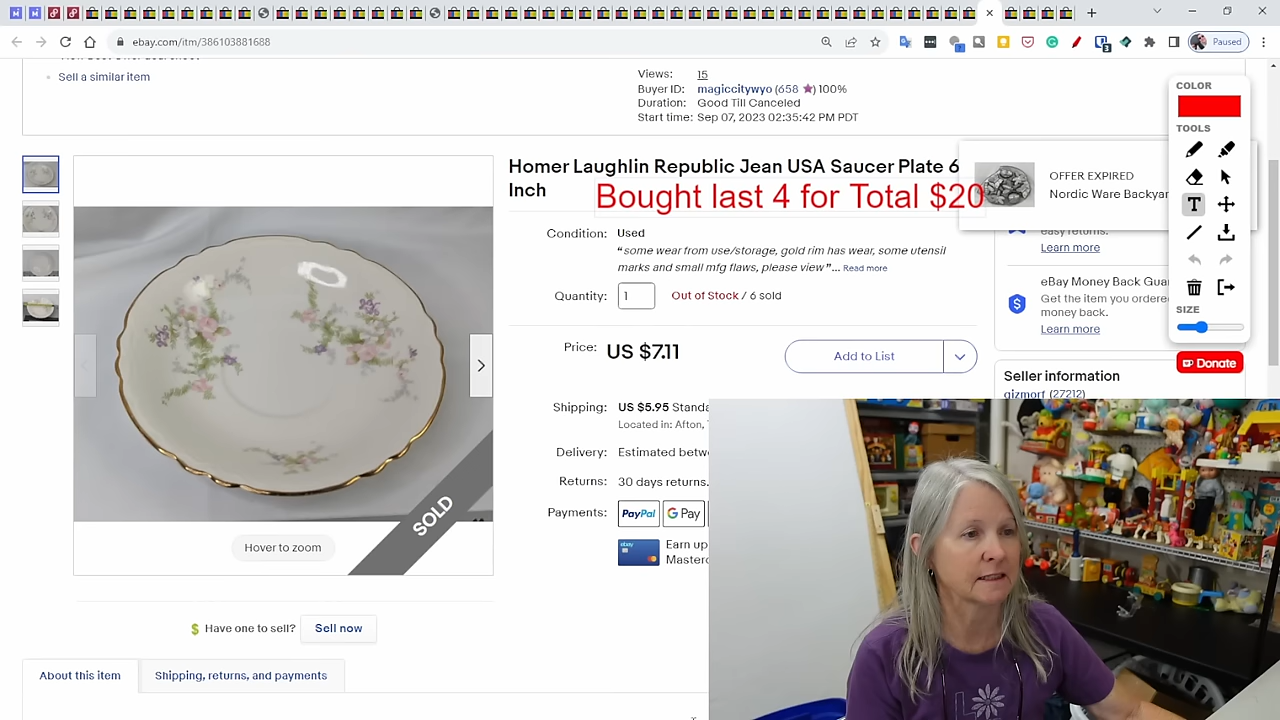 Paused
ebay.com/itm/386103881688
Sell a similar item
Views: 15
Buyer ID: magiccitywyo (658 ) 100%
Duration: Good Till Canceled
Start time: Sep 07, 2023 02:35:42 PM PDT
Homer Laughlin Republic Jean USA Saucer Plate 6
Inch
Bought last 4 for Total $20
Condition: Used
“some wear from use/storage, gold rim has wear, some utensil
marks and small mfg flaws, please view” ... Read more
Quantity: 1 Out of Stock / 6 sold
Price: US $7.11
Add to List
Shipping: US $5.95 Standa
Located in: Afton,
Delivery: Estimated betw
Returns: 30 days returns.
Payments: PayPal G Pay
ebay
Earn up
Masterc
SOLD
Hover to zoom
$ Have one to sell? Sell now
About this item
Shipping, returns, and payments
OFFER EXPIRED
Nordic Ware Backyar
easy returns.
Learn more
eBay Money Back Gua
Get the item you ordere
money back.
Learn more
Seller information
gizmorf (27212)
COLOR
TOOLS
T
SIZE
Donate